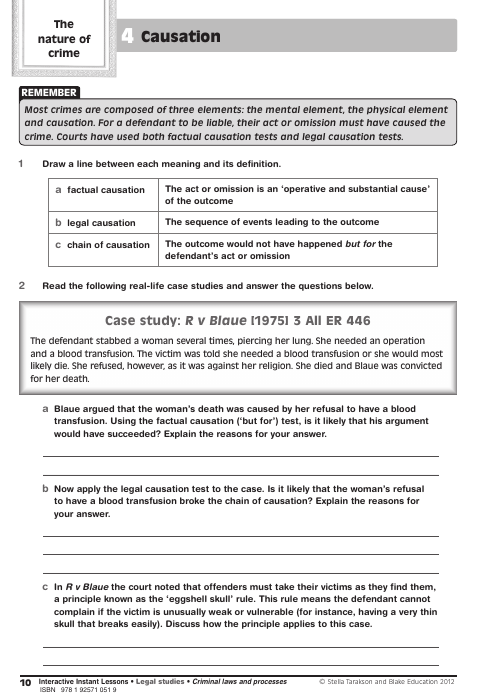 The
nature of
crime
4 Causation
REMEMBER
Most crimes are composed of three elements: the mental element, the physical element
and causation. For a defendant to be liable, their act or omission must have caused the
crime. Courts have used both factual causation tests and legal causation tests.
1 Draw a line between each meaning and its definition.
a factual causation The act or omission is an ‘operative and substantial cause’
of the outcome
b legal causation The sequence of events leading to the outcome
c chain of causation The outcome would not have happened but for the
defendant’s act or omission
2 Read the following real-life case studies and answer the questions below.
Case study: R v Blaue [1975] 3 All ER 446
The defendant stabbed a woman several times, piercing her lung. She needed an operation
and a blood transfusion. The victim was told she needed a blood transfusion or she would most
likely die. She refused, however, as it was against her religion. She died and Blaue was convicted
for her death.
a Blaue argued that the woman’s death was caused by her refusal to have a blood
transfusion. Using the factual causation (‘but for’) test, is it likely that his argument
would have succeeded? Explain the reasons for your answer.
b Now apply the legal causation test to the case. Is it likely that the woman’s refusal
to have a blood transfusion broke the chain of causation? Explain the reasons for
your answer.
c In R v Blaue the court noted that offenders must take their victims as they find them,
a principle known as the ‘eggshell skull’ rule. This rule means the defendant cannot
complain if the victim is unusually weak or vulnerable (for instance, having a very thin
skull that breaks easily). Discuss how the principle applies to this case.
10 Interactive Instant Lessons • Legal studies • Criminal laws and processes © Stella Tarakson and Blake Education 2012
ISBN 978 1 92571 051 9